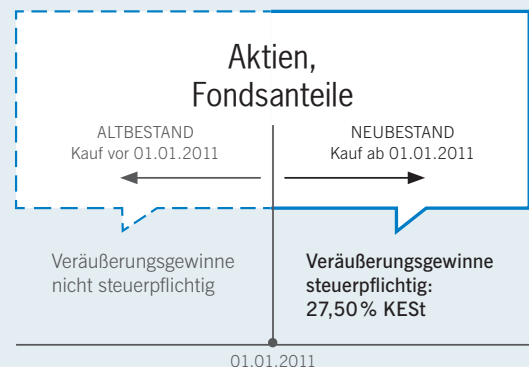 Aktien,
Fondsanteile
ALTBESTAND
Kauf vor 01.01.2011
NEUBESTAND
Kauf ab 01.01.2011
Veräußerungsgewinne
nicht steuerpflichtig
Veräußerungsgewinne
steuerpflichtig:
27,50 % KESt
01.01.2011